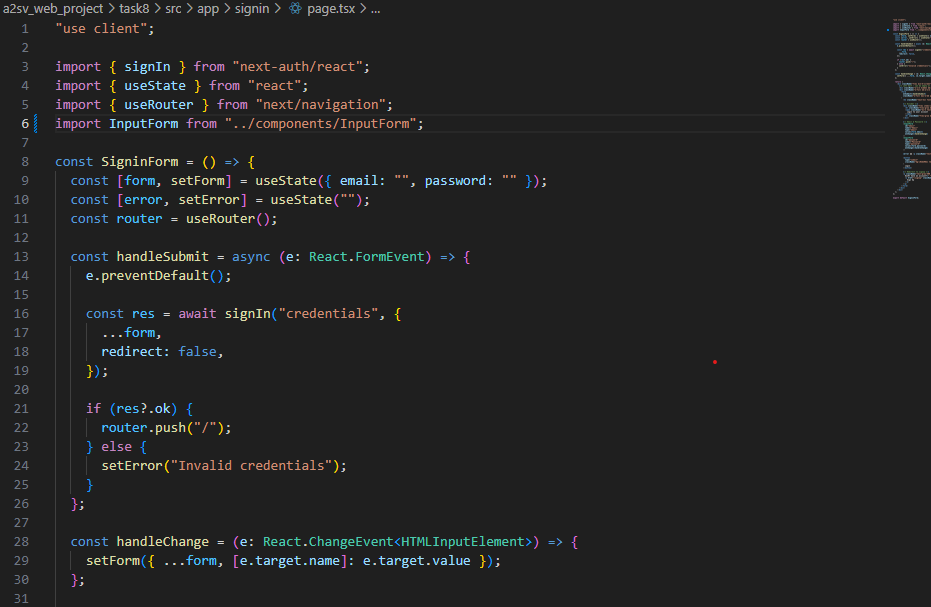 a2sv_web_project > task8 > src > app > signin > page.tsx > ...
1 "use client";
2
3 import { signIn } from "next-auth/react";
4 import { useState } from "react";
5 import { useRouter } from "next/navigation";
6 import InputForm from "../components/InputForm";
7
8 const SigninForm = () => {
9   const [form, setForm] = useState({ email: "", password: "" });
10   const [error, setError] = useState("");
11   const router = useRouter();
12
13   const handleSubmit = async (e: React.FormEvent) => {
14     e.preventDefault();
15
16     const res = await signIn("credentials", {
17       ...form,
18       redirect: false,
19     });
20
21     if (res?.ok) {
22       router.push("/");
23     } else {
24       setError("Invalid credentials");
25     }
26   };
27
28   const handleChange = (e: React.ChangeEvent<HTMLInputElement>) => {
29     setForm({ ...form, [e.target.name]: e.target.value });
30   };
31